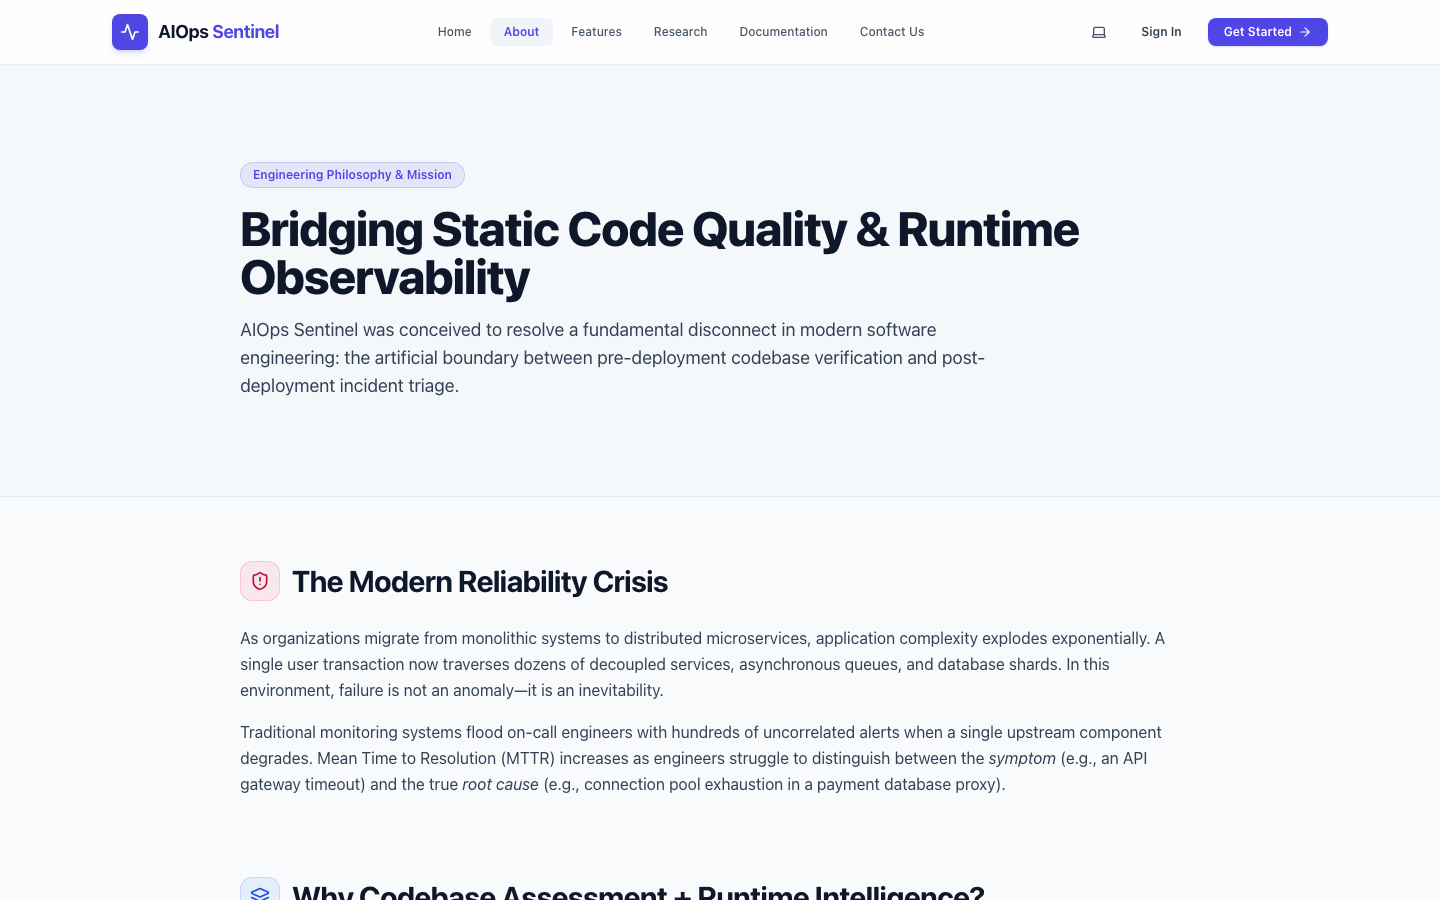 AIOps Sentinel
Home
About
Features
Research
Documentation
Contact Us
Sign In
Get Started
Engineering Philosophy & Mission
Bridging Static Code Quality & Runtime
Observability
AIOps Sentinel was conceived to resolve a fundamental disconnect in modern software
engineering: the artificial boundary between pre-deployment codebase verification and post-
deployment incident triage.
The Modern Reliability Crisis
As organizations migrate from monolithic systems to distributed microservices, application complexity explodes exponentially. A
single user transaction now traverses dozens of decoupled services, asynchronous queues, and database shards. In this
environment, failure is not an anomaly—it is an inevitability.
Traditional monitoring systems flood on-call engineers with hundreds of uncorrelated alerts when a single upstream component
degrades. Mean Time to Resolution (MTTR) increases as engineers struggle to distinguish between the symptom (e.g., an API
gateway timeout) and the true root cause (e.g., connection pool exhaustion in a payment database proxy).
Why Codebase Assessment + Runtime Intelligence?